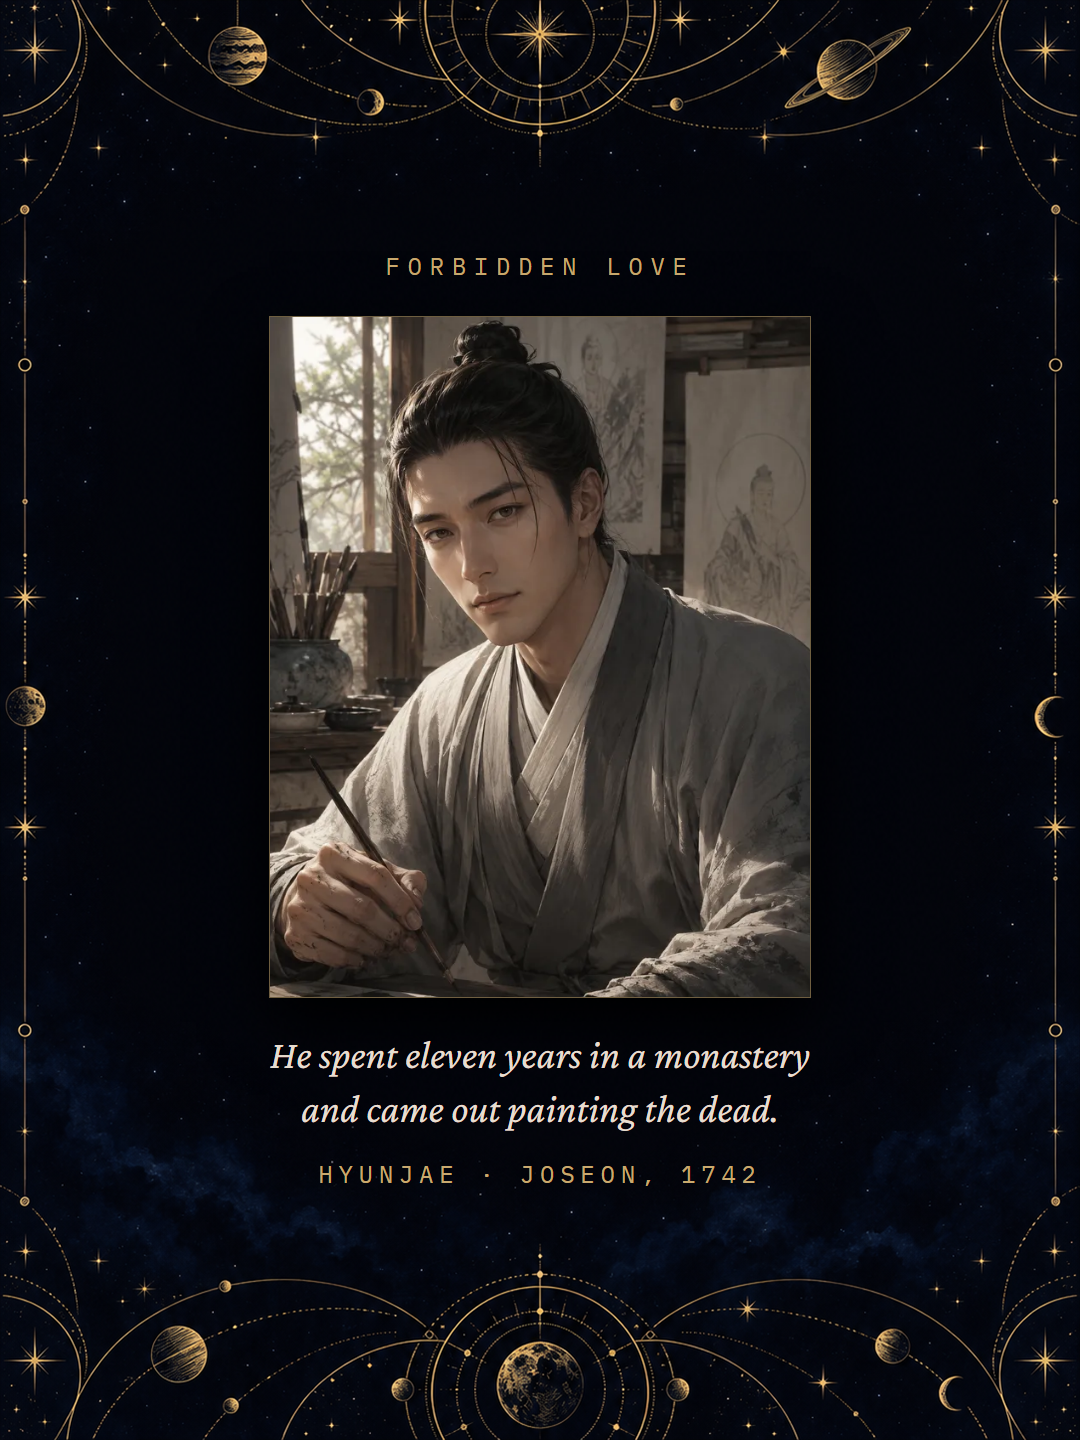 FORBIDDEN LOVE
He spent eleven years in a monastery
and came out painting the dead.
HYUNJAE · JOSEON, 1742